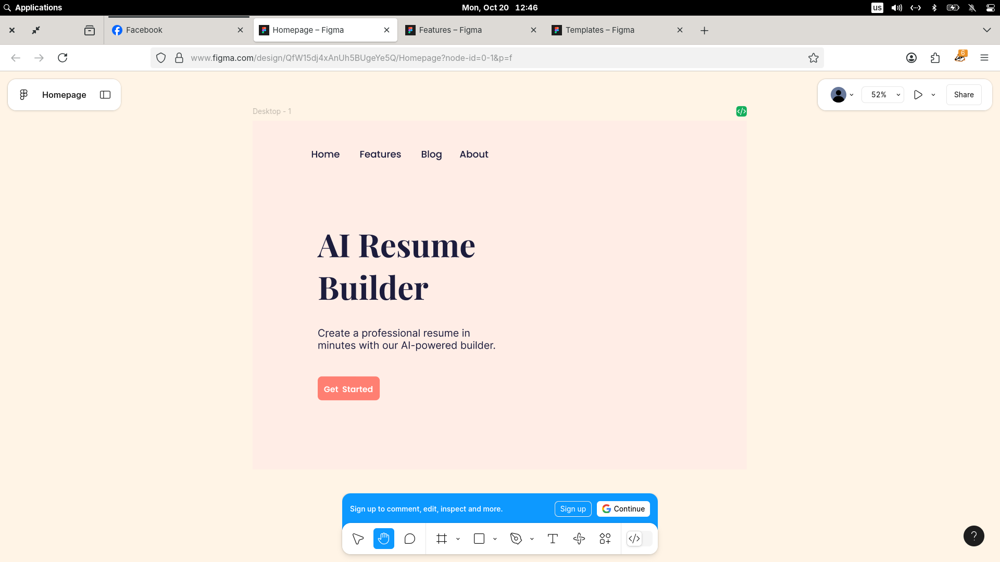 Applications
Mon, Oct 20 12:46
us
Facebook
Homepage – Figma
Features – Figma
Templates – Figma
www.figma.com/design/QfW15dj4xAnUh5BUgeYe5Q/Homepage?node-id=0-1&p=f
6
Homepage
52%
Share
Desktop - 1
Home Features Blog About
AI Resume
Builder
Create a professional resume in
minutes with our AI-powered builder.
Get Started
Sign up to comment, edit, inspect and more.
Sign up
Continue
?